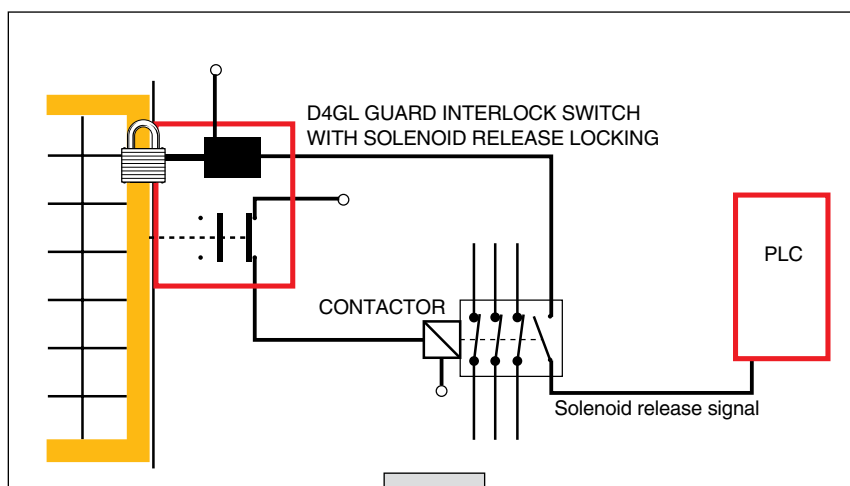 D4GL GUARD INTERLOCK SWITCH
WITH SOLENOID RELEASE LOCKING
PLC
CONTACTOR
Solenoid release signal